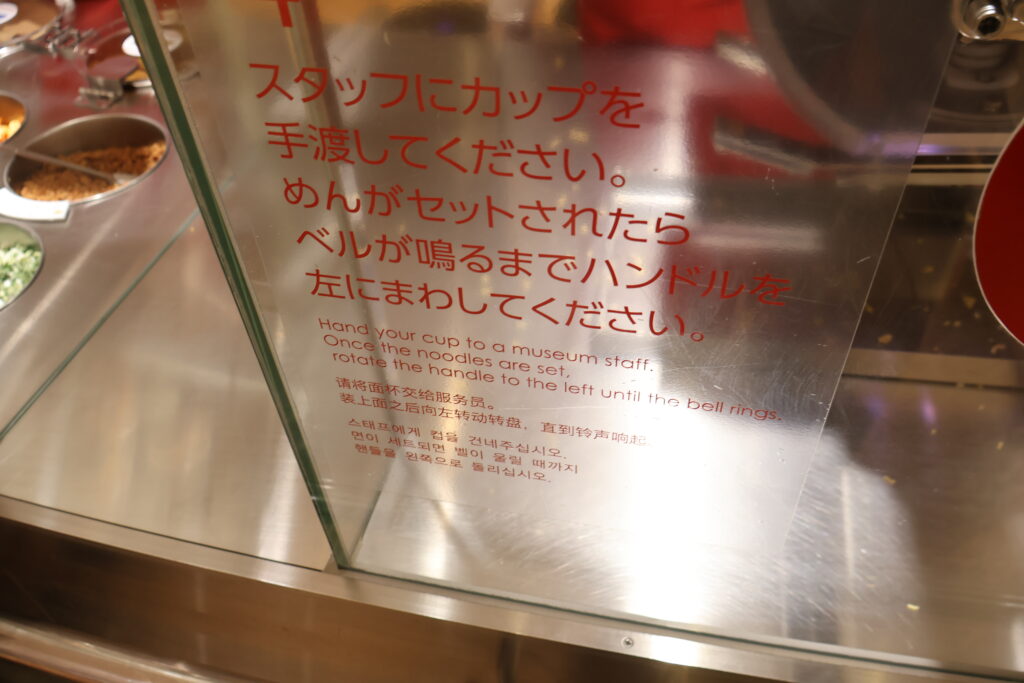 スタッフにカップを
手渡してください。
めんがセットされたら
ベルが鳴るまでハンドルを
左にまわしてください。
Hand your cup to a museum staff.
Once the noodles are set,
rotate the handle to the left until the bell rings.
请将面杯交给服务员。
装上面之后向左转动转盘，直到铃声响起。
스태프에게 컵을 건네주십시오.
면이 세트되면 벨이 울릴 때까지
핸들을 왼쪽으로 돌리십시오.